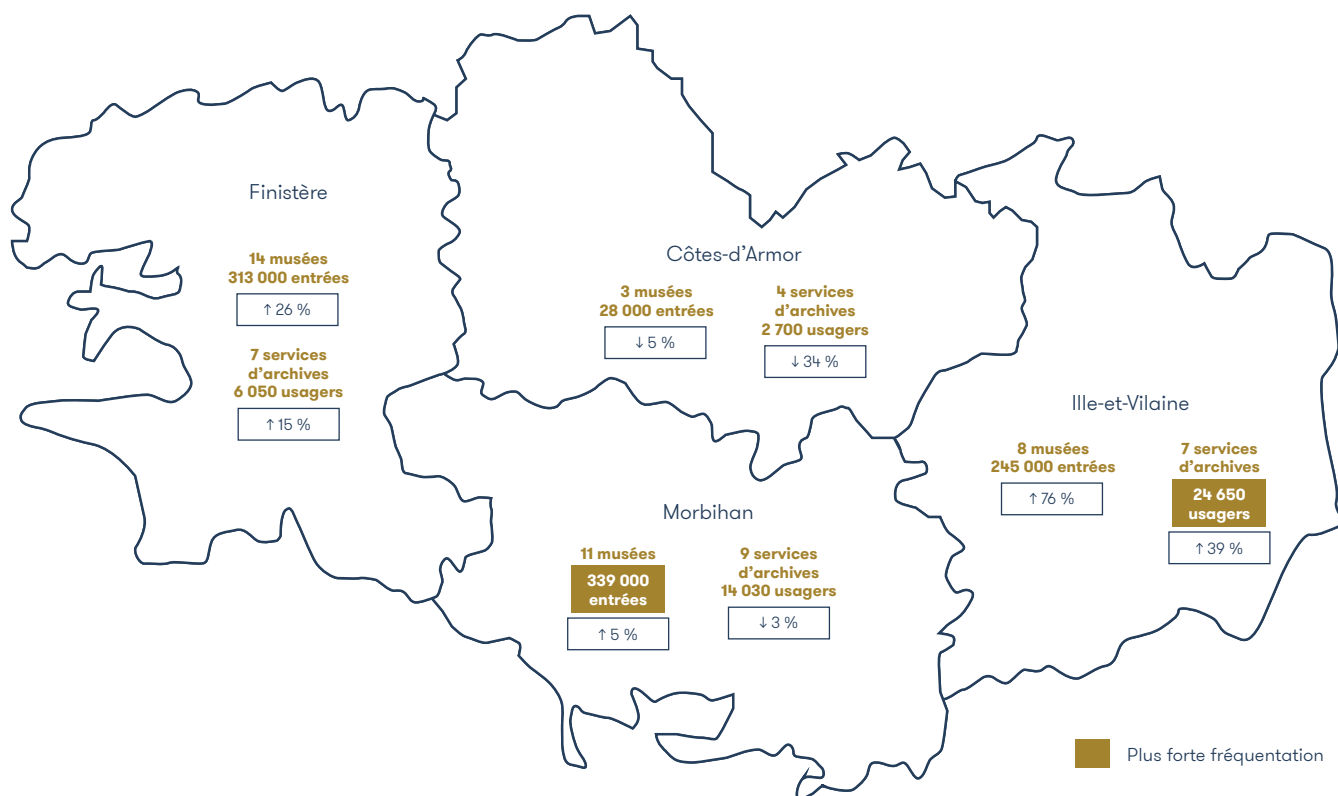 Finistère
14 musées
313 000 entrées
↑ 26 %
7 services
d'archives
6 050 usagers
↑ 15 %
Côtes-d'Armor
3 musées
28 000 entrées
↓ 5 %
4 services
d'archives
2 700 usagers
↓ 34 %
Ille-et-Vilaine
8 musées
245 000 entrées
↑ 76 %
7 services
d'archives
24 650
usagers
↑ 39 %
Morbihan
11 musées
339 000
entrées
↑ 5 %
9 services
d'archives
14 030 usagers
↓ 3 %
Plus forte fréquentation